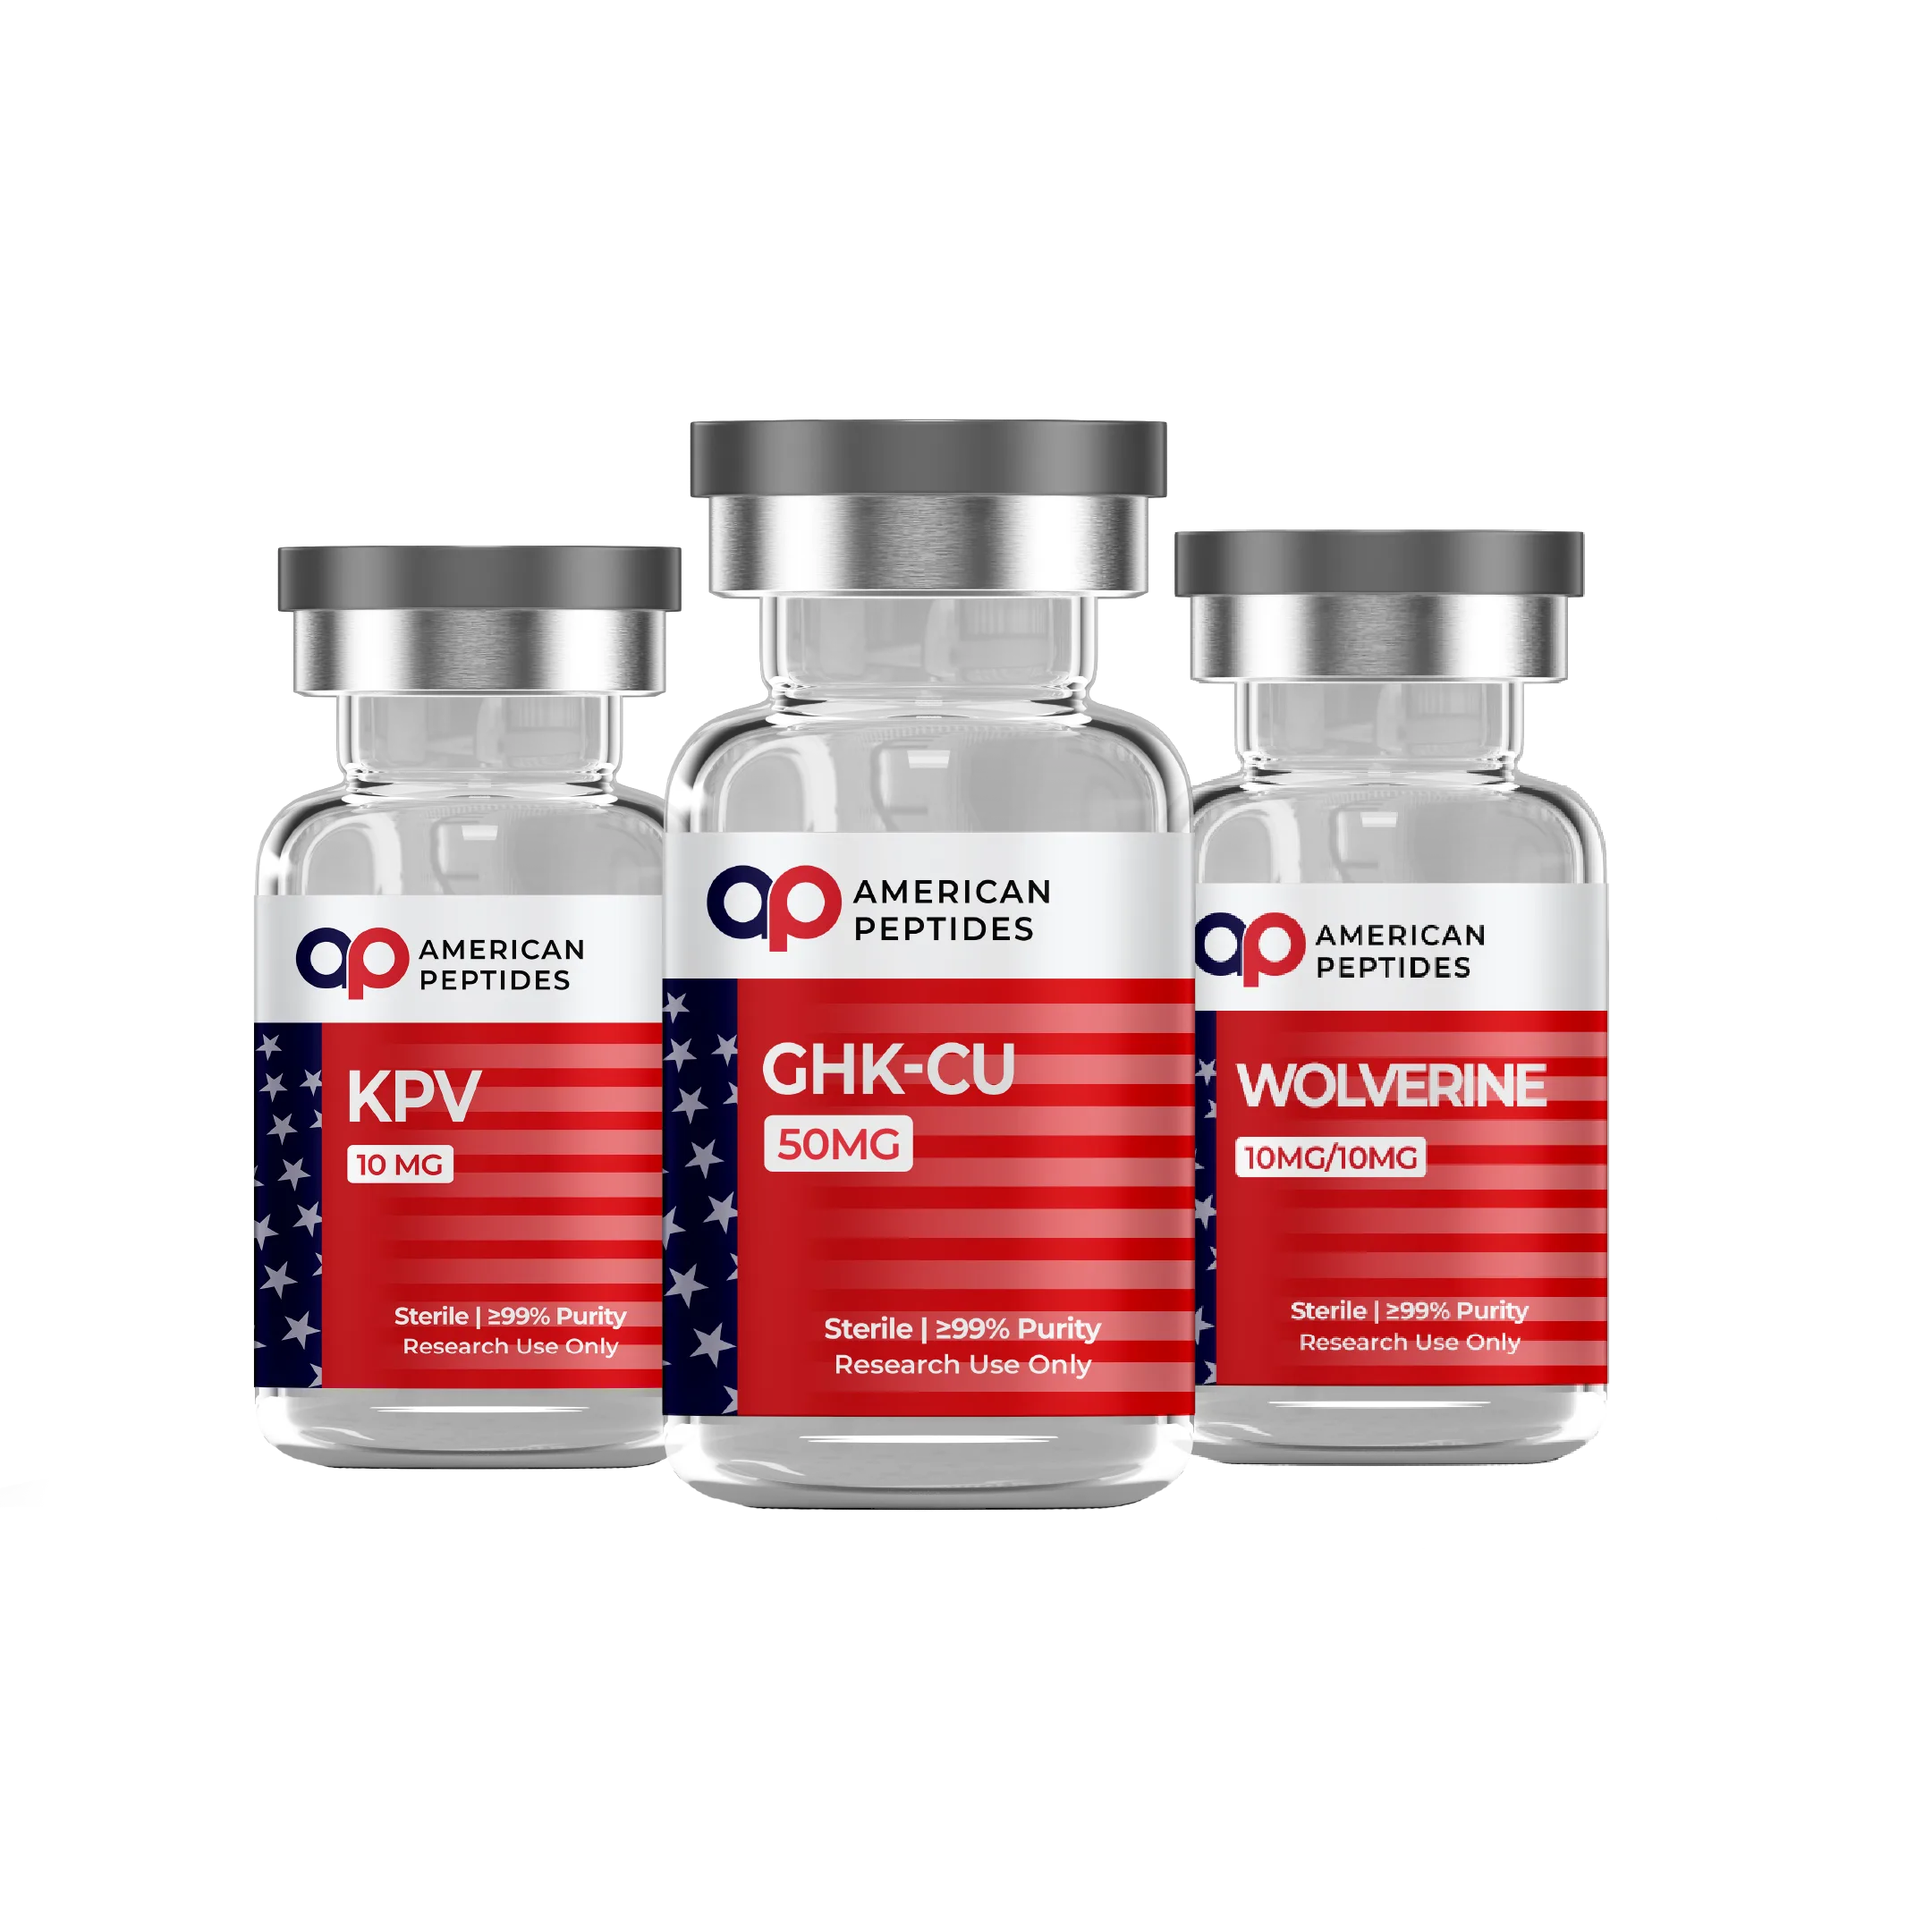 ap AMERICAN
PEPTIDES
KPV
10 MG
Sterile | ≥99% Purity
Research Use Only
ap AMERICAN
PEPTIDES
GHK-CU
50MG
Sterile | ≥99% Purity
Research Use Only
ap AMERICAN
PEPTIDES
WOLVERINE
10MG/10MG
Sterile | ≥99% Purity
Research Use Only